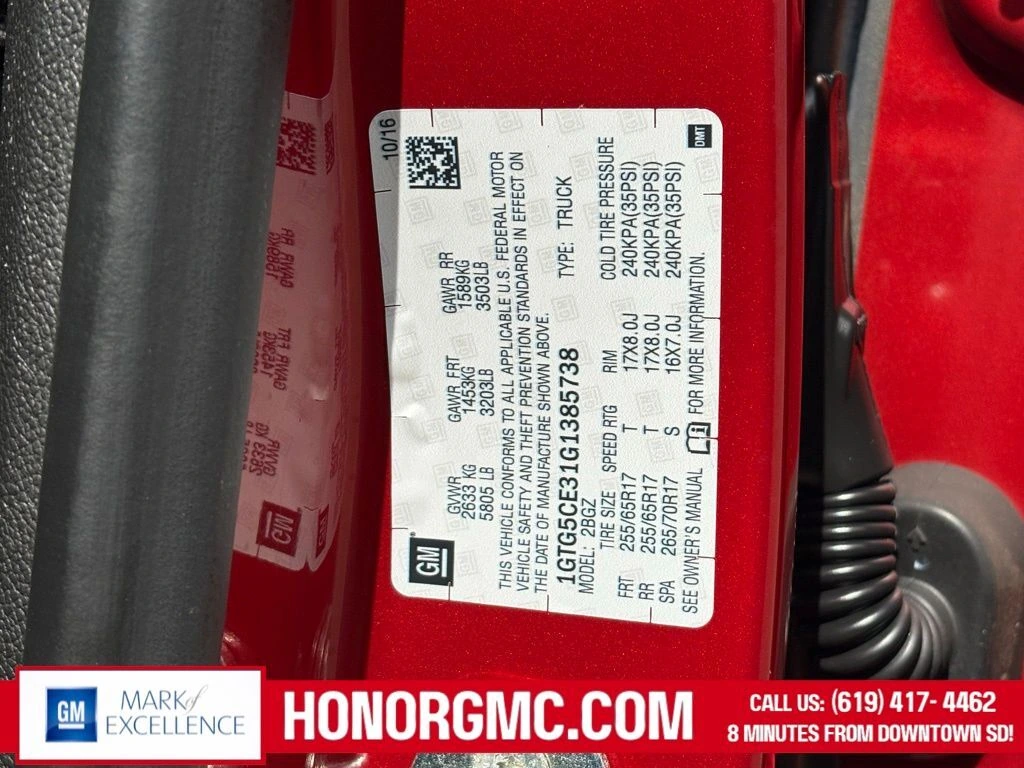 10/16
GM
GVWR GAWR FRT GAWR RR
2633 KG 1453KG 1589KG
5805 LB 3203LB 3503LB
THIS VEHICLE CONFORMS TO ALL APPLICABLE U.S. FEDERAL MOTOR
VEHICLE SAFETY AND THEFT PREVENTION STANDARDS IN EFFECT ON
THE DATE OF MANUFACTURE SHOWN ABOVE.
1GTG5CE31G1385738
MODEL: 2BGZ TYPE: TRUCK
TIRE SIZE SPEED RTG RIM COLD TIRE PRESSURE
FRT 255/65R17 T 17X8.0J 240KPA(35PSI)
RR 255/65R17 T 17X8.0J 240KPA(35PSI)
SPA 265/70R17 S 16X7.0J 240KPA(35PSI)
SEE OWNER'S MANUAL FOR MORE INFORMATION.
DMT
GM
MARK of
EXCELLENCE
HONORGMC.COM
CALL US: (619) 417- 4462
8 MINUTES FROM DOWNTOWN SD!